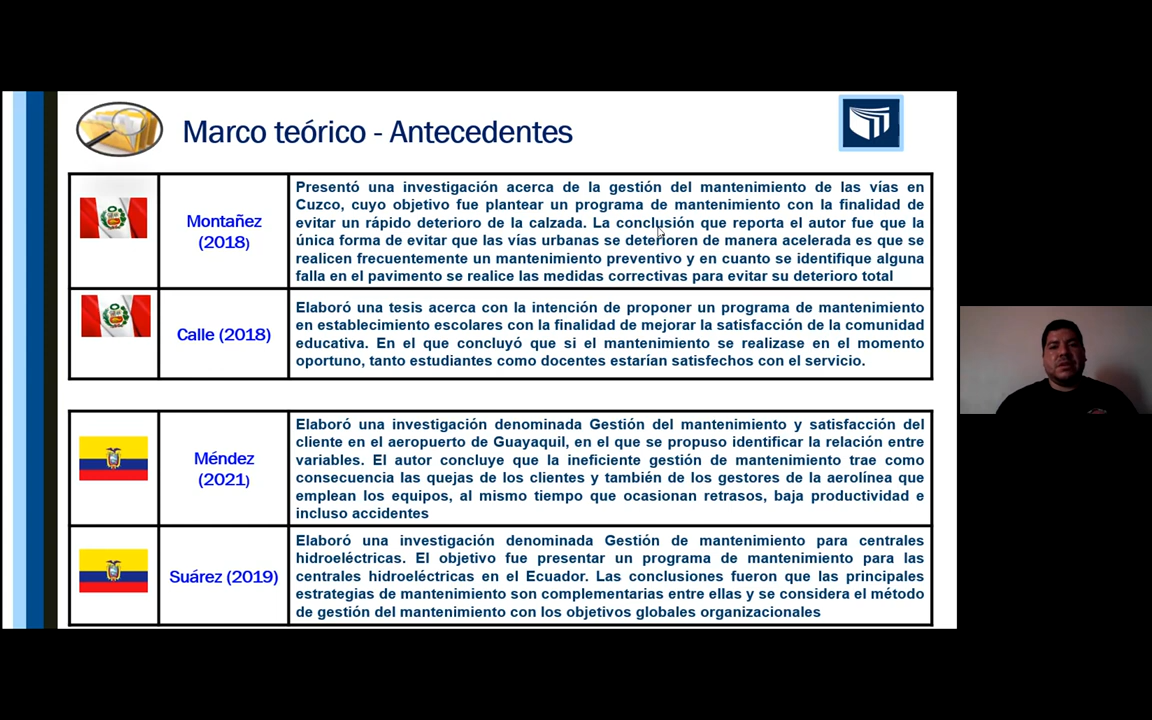 Marco teórico - Antecedentes
Montañez
(2018)
Presentó una investigación acerca de la gestión del mantenimiento de las vías en
Cuzco, cuyo objetivo fue plantear un programa de mantenimiento con la finalidad de
evitar un rápido deterioro de la calzada. La conclusión que reporta el autor fue que la
única forma de evitar que las vías urbanas se deterioren de manera acelerada es que se
realicen frecuentemente un mantenimiento preventivo y en cuanto se identifique alguna
falla en el pavimento se realice las medidas correctivas para evitar su deterioro total
Calle (2018)
Elaboró una tesis acerca con la intención de proponer un programa de mantenimiento
en establecimiento escolares con la finalidad de mejorar la satisfacción de la comunidad
educativa. En el que concluyó que si el mantenimiento se realizase en el momento
oportuno, tanto estudiantes como docentes estarían satisfechos con el servicio.
Méndez
(2021)
Elaboró una investigación denominada Gestión del mantenimiento y satisfacción del
cliente en el aeropuerto de Guayaquil, en el que se propuso identificar la relación entre
variables. El autor concluye que la ineficiente gestión de mantenimiento trae como
consecuencia las quejas de los clientes y también de los gestores de la aerolínea que
emplean los equipos, al mismo tiempo que ocasionan retrasos, baja productividad e
incluso accidentes
Suárez (2019)
Elaboró una investigación denominada Gestión de mantenimiento para centrales
hidroeléctricas. El objetivo fue presentar un programa de mantenimiento para las
centrales hidroeléctricas en el Ecuador. Las conclusiones fueron que las principales
estrategias de mantenimiento son complementarias entre ellas y se considera el método
de gestión del mantenimiento con los objetivos globales organizacionales